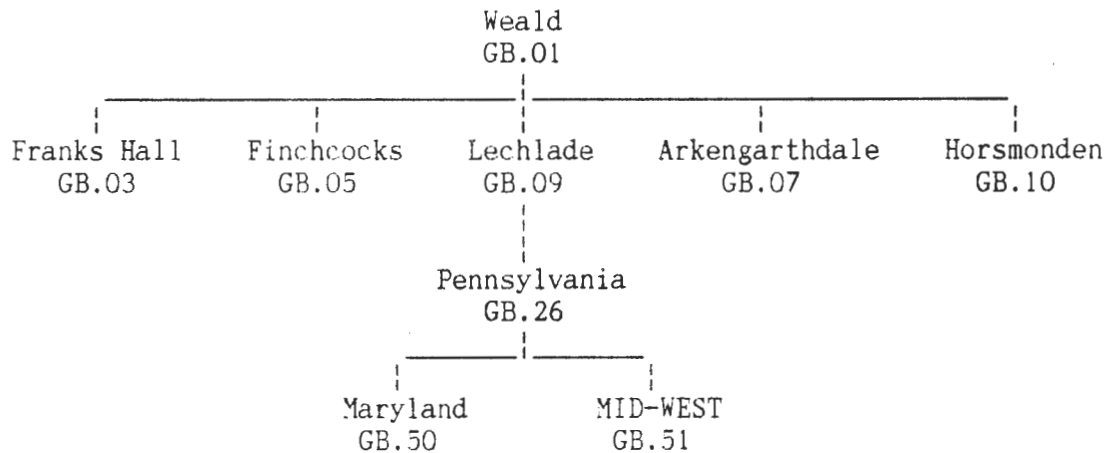 Weald
GB.01
Franks Hall Finchcocks Lechlade Arkengarthdale Horsmonden
GB.03 GB.05 GB.09 GB.07 GB.10
Pennsylvania
GB.26
Maryland MID-WEST
GB.50 GB.51